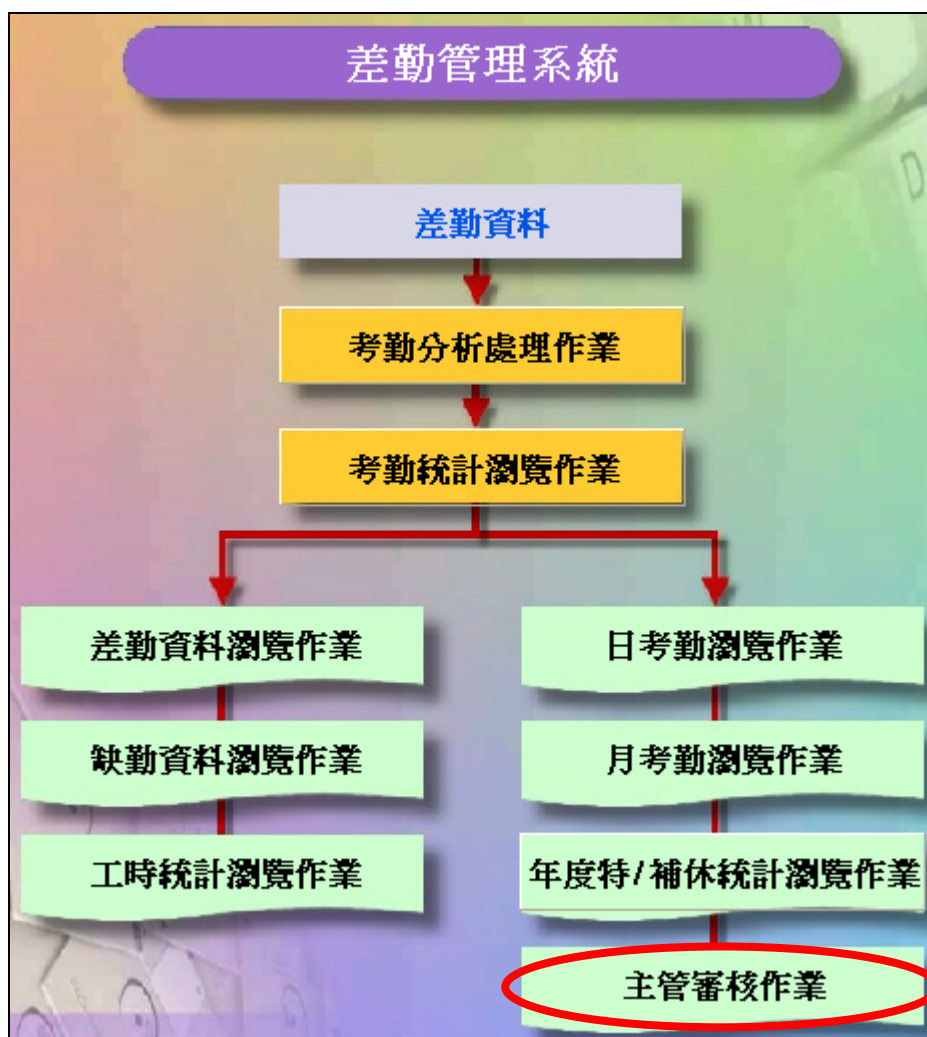 差勤管理系統
差勤資料
考勤分析處理作業
考勤統計瀏覽作業
差勤資料瀏覽作業
缺勤資料瀏覽作業
工時統計瀏覽作業
日考勤瀏覽作業
月考勤瀏覽作業
年度特/補休統計瀏覽作業
主管審核作業